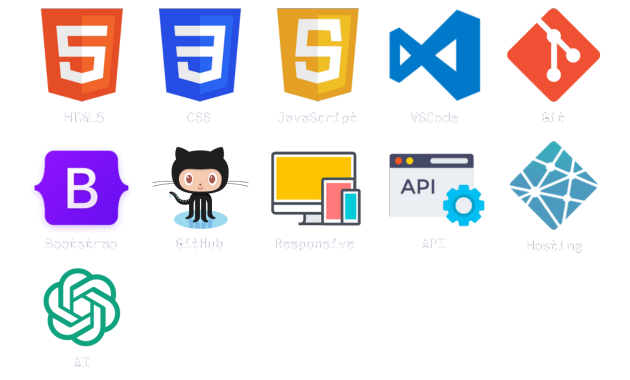 HTML5 CSS JavaScript VSCode Git
B API
Bootstrap GitHub Responsive API Hosting
AI